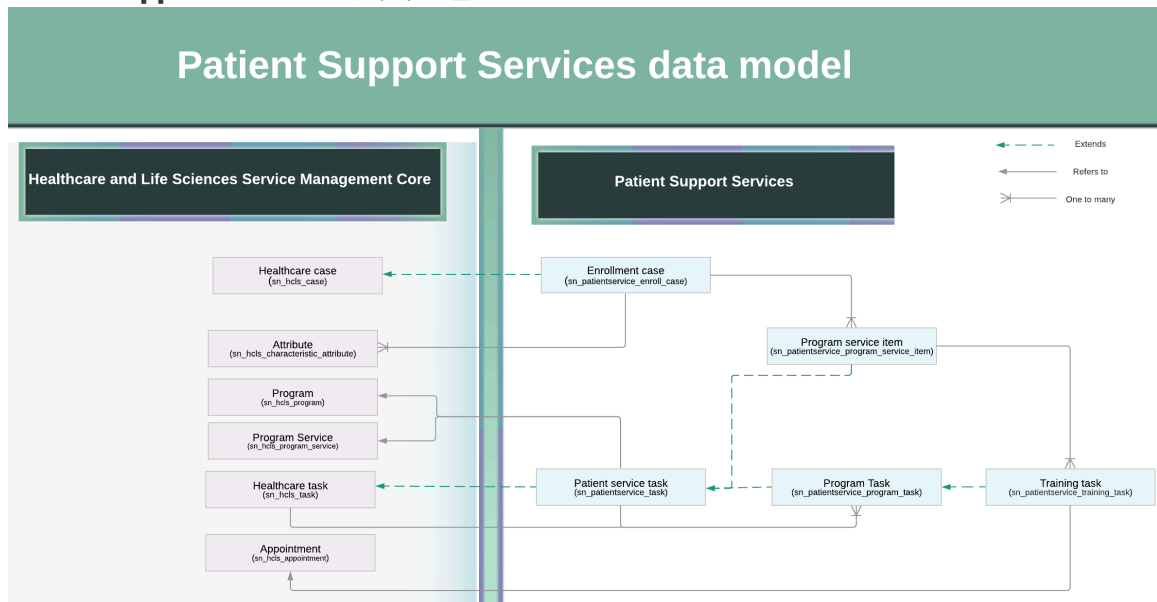 Patient Support Services data model
Healthcare and Life Sciences Service Management Core
Patient Support Services
Extends
Refers to
One to many
Healthcare case
(sn_hcls_case)
Enrollment case
(sn_patientservice_enroll_case)
Attribute
(sn_hcls_characteristic_attribute)
Program service item
(sn_patientservice_program_service_item)
Program
(sn_hcls_program)
Program Service
(sn_hcls_program_service)
Healthcare task
(sn_hcls_task)
Patient service task
(sn_patientservice_task)
Program Task
(sn_patientservice_program_task)
Training task
(sn_patientservice_training_task)
Appointment
(sn_hcls_appointment)